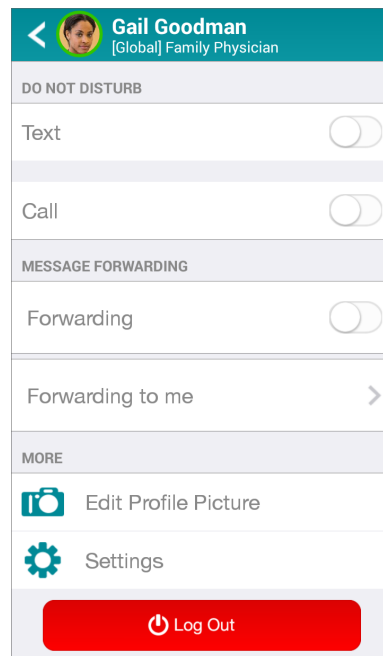 Gail Goodman
[Global] Family Physician
DO NOT DISTURB
Text
Call
MESSAGE FORWARDING
Forwarding
Forwarding to me
MORE
Edit Profile Picture
Settings
Log Out